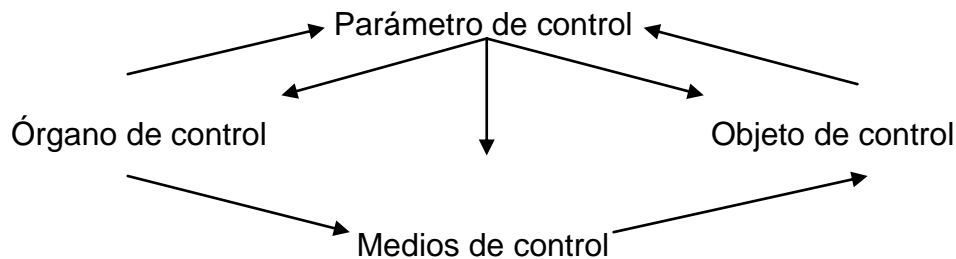 Parámetro de control
Órgano de control
Objeto de control
Medios de control